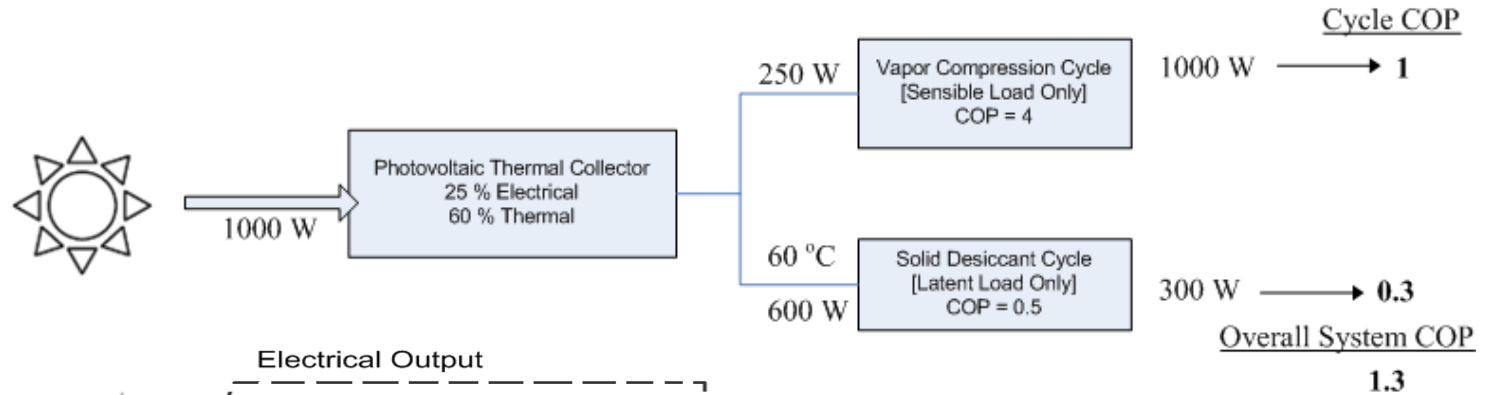 Cycle COP
250 W
Vapor Compression Cycle
[Sensible Load Only]
COP = 4
1000 W
1
Photovoltaic Thermal Collector
25 % Electrical
60 % Thermal
1000 W
60 °C
600 W
Solid Desiccant Cycle
[Latent Load Only]
COP = 0.5
300 W
0.3
Overall System COP
1.3
Electrical Output